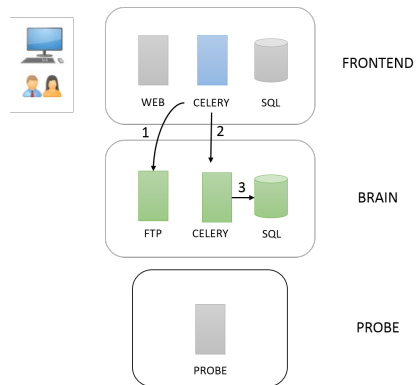 FRONTEND
WEB CELERY SQL
1 2
3
BRAIN
FTP CELERY SQL
PROBE
PROBE